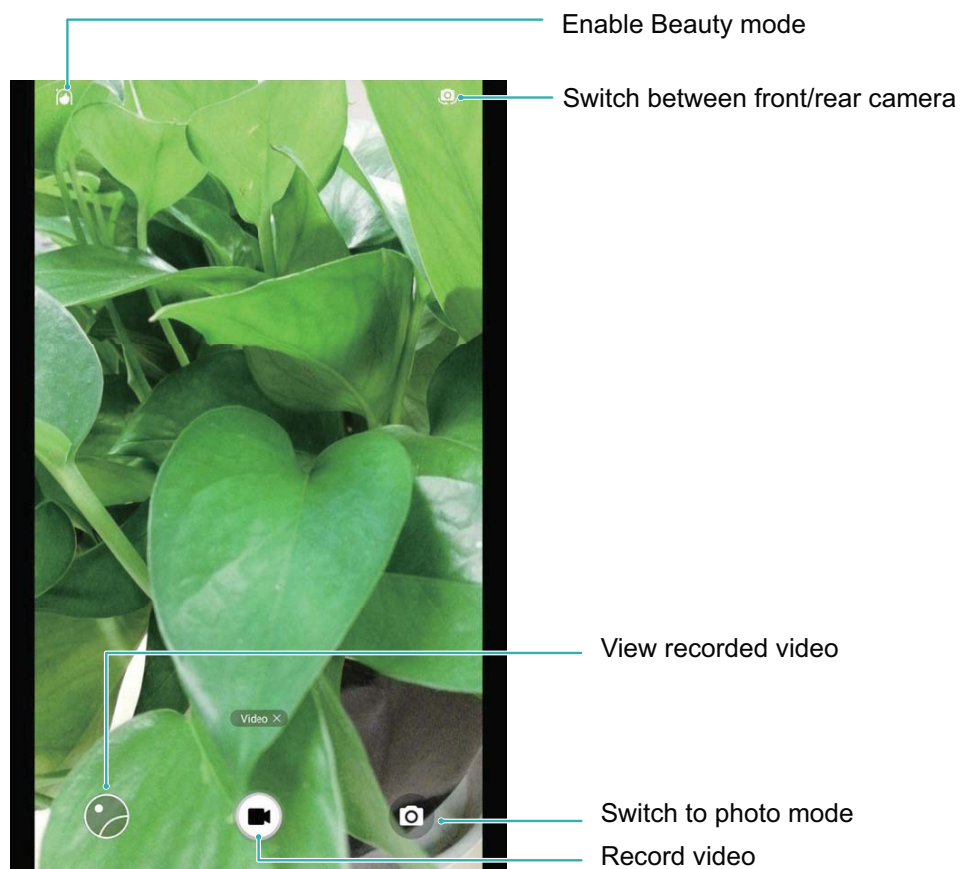 Enable Beauty mode
Switch between front/rear camera
View recorded video
Video ×
Switch to photo mode
Record video